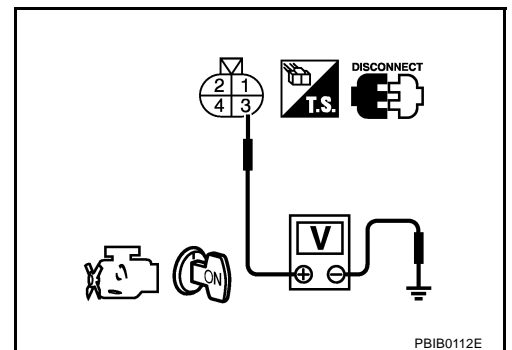 DISCONNECT
2 1
4 3
T.S.
ON
V
+ −
PBIB0112E